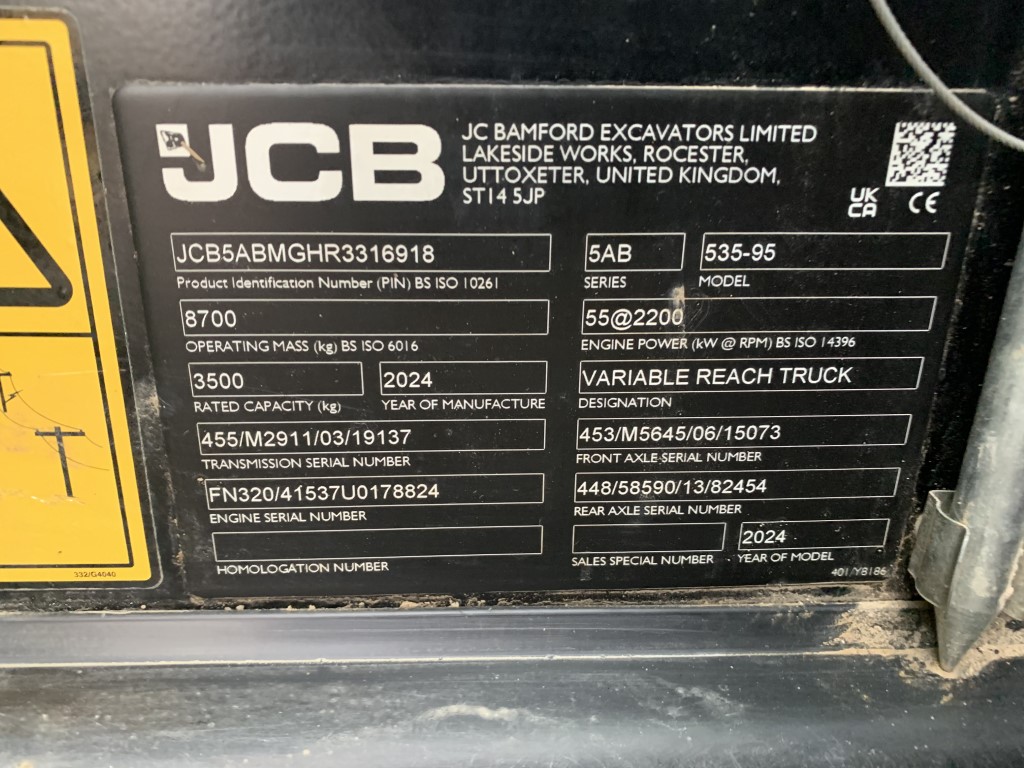 JCB
JC BAMFORD EXCAVATORS LIMITED
LAKESIDE WORKS, ROCESTER,
UTTOXETER, UNITED KINGDOM,
ST14 5JP
UK
CA
CE
JCB5ABMGHR3316918
Product Identification Number (PIN) BS ISO 10261
5AB
SERIES
535-95
MODEL
8700
OPERATING MASS (kg) BS ISO 6016
55@2200
ENGINE POWER (kW @ RPM) BS ISO 14396
3500
RATED CAPACITY (kg)
2024
YEAR OF MANUFACTURE
VARIABLE REACH TRUCK
DESIGNATION
455/M2911/03/19137
TRANSMISSION SERIAL NUMBER
453/M5645/06/15073
FRONT AXLE SERIAL NUMBER
FN320/41537U0178824
ENGINE SERIAL NUMBER
448/58590/13/82454
REAR AXLE SERIAL NUMBER
HOMOLOGATION NUMBER
SALES SPECIAL NUMBER
2024
YEAR OF MODEL
401/Y8186
332/G4040